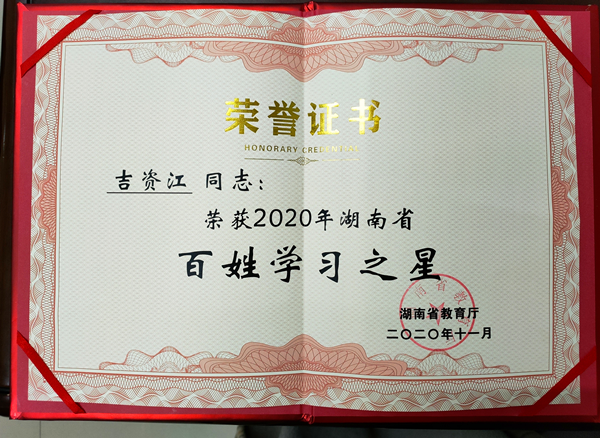 荣誉证书
HONORARY CREDENTIAL
吉资江 同志：
荣获2020年湖南省
百姓学习之星
湖南省教育厅
二〇二〇年十一月